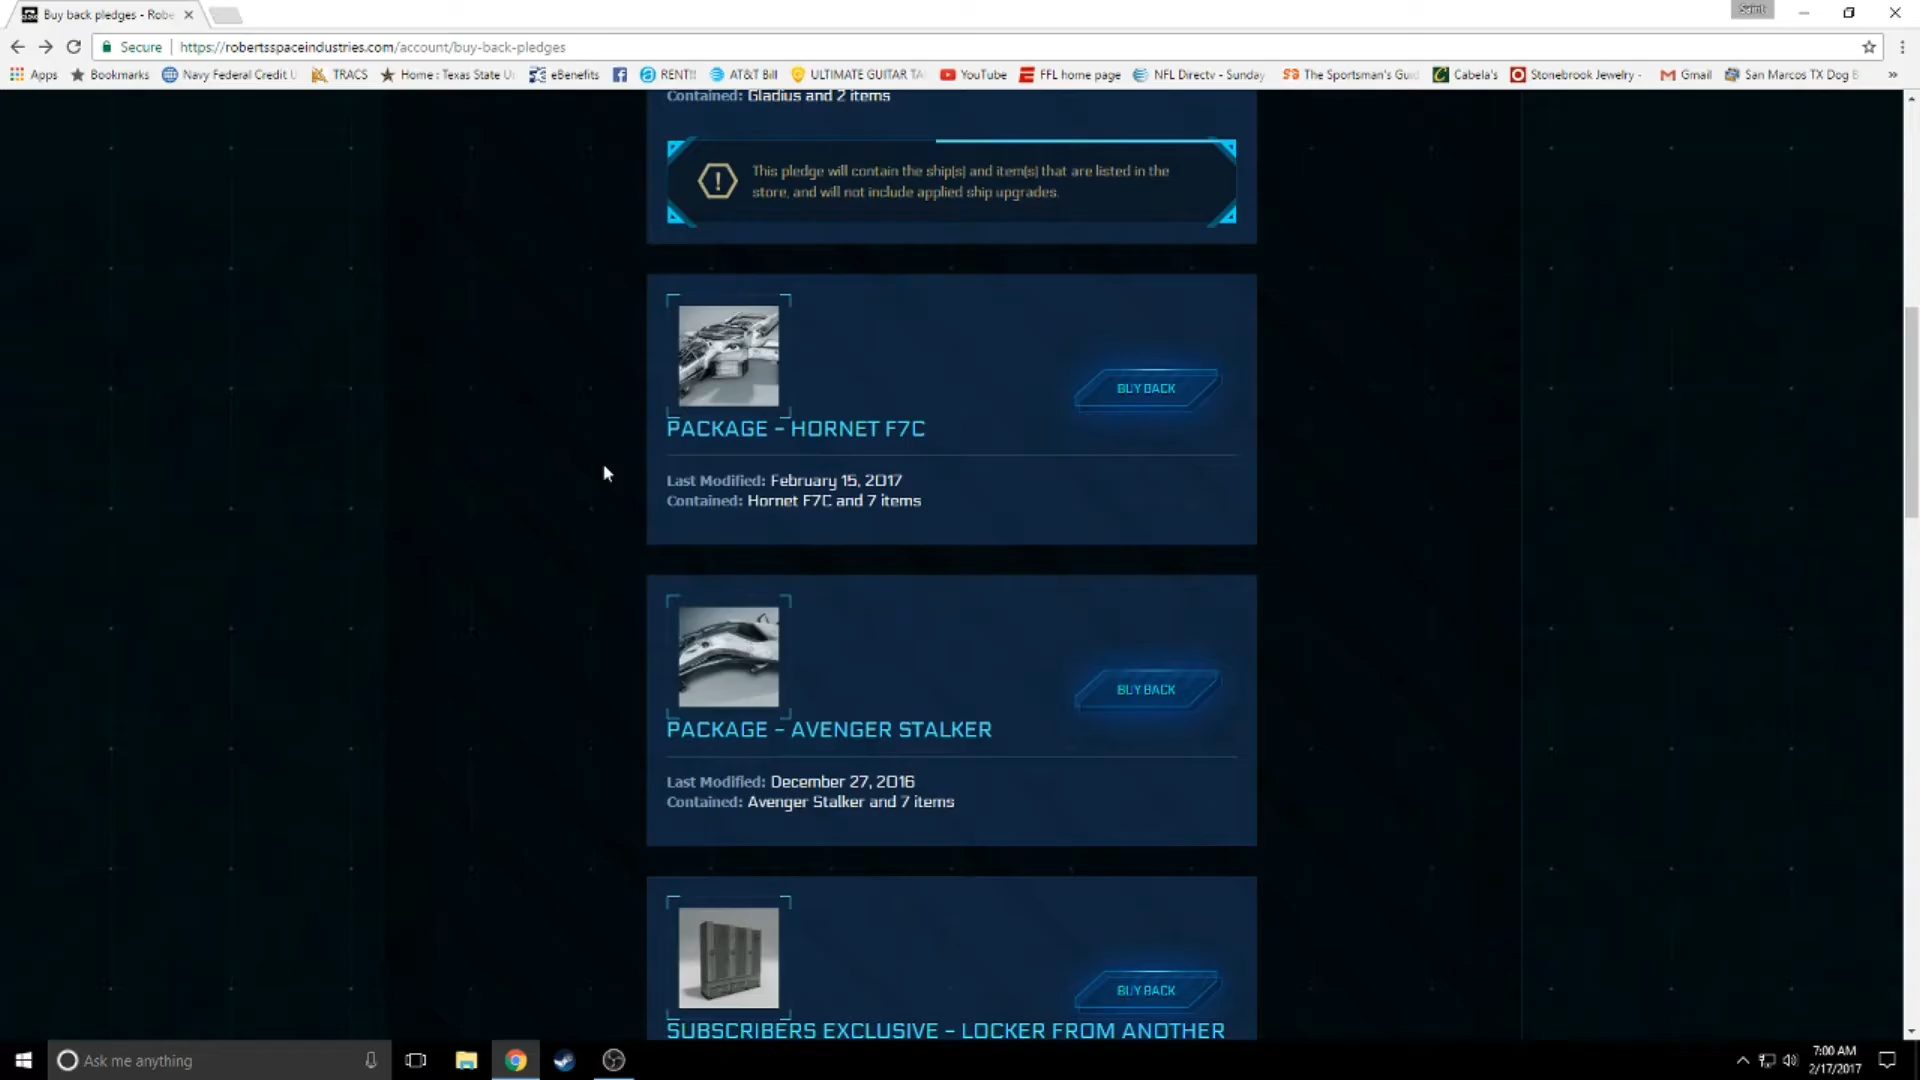 Buy back pledges - Robe
Saint
Secure | https://robertsspaceindustries.com/account/buy-back-pledges
Apps Bookmarks Navy Federal Credit U TRACS Home : Texas State U eBenefits RENT!! AT&T Bill ULTIMATE GUITAR TA YouTube FFL home page NFL Directv - Sunday The Sportsman's Gui Cabela's Stonebrook Jewelry - Gmail San Marcos TX Dog B »
Contained: Gladius and 2 items
This pledge will contain the ship(s) and item(s) that are listed in the
store, and will not include applied ship upgrades.
BUY BACK
PACKAGE - HORNET F7C
Last Modified: February 15, 2017
Contained: Hornet F7C and 7 items
BUY BACK
PACKAGE - AVENGER STALKER
Last Modified: December 27, 2016
Contained: Avenger Stalker and 7 items
BUY BACK
SUBSCRIBERS EXCLUSIVE - LOCKER FROM ANOTHER
Ask me anything
7:00 AM
2/17/2017